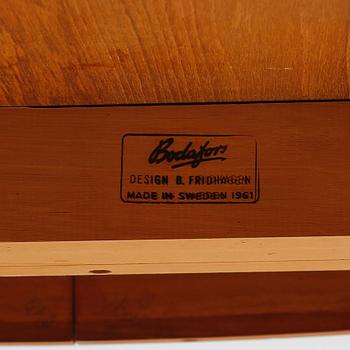 Bodafors
DESIGN B. FRIDHAGEN
MADE IN SWEDEN 1961